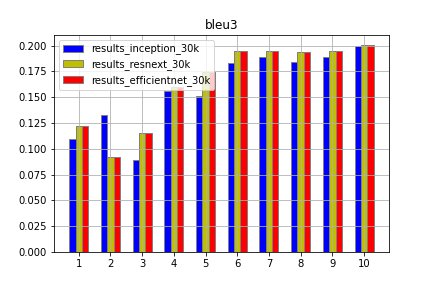 bleu3
results_inception_30k
results_resnext_30k
results_efficientnet_30k
0.200
0.175
0.150
0.125
0.100
0.075
0.050
0.025
0.000
1 2 3 4 5 6 7 8 9 10